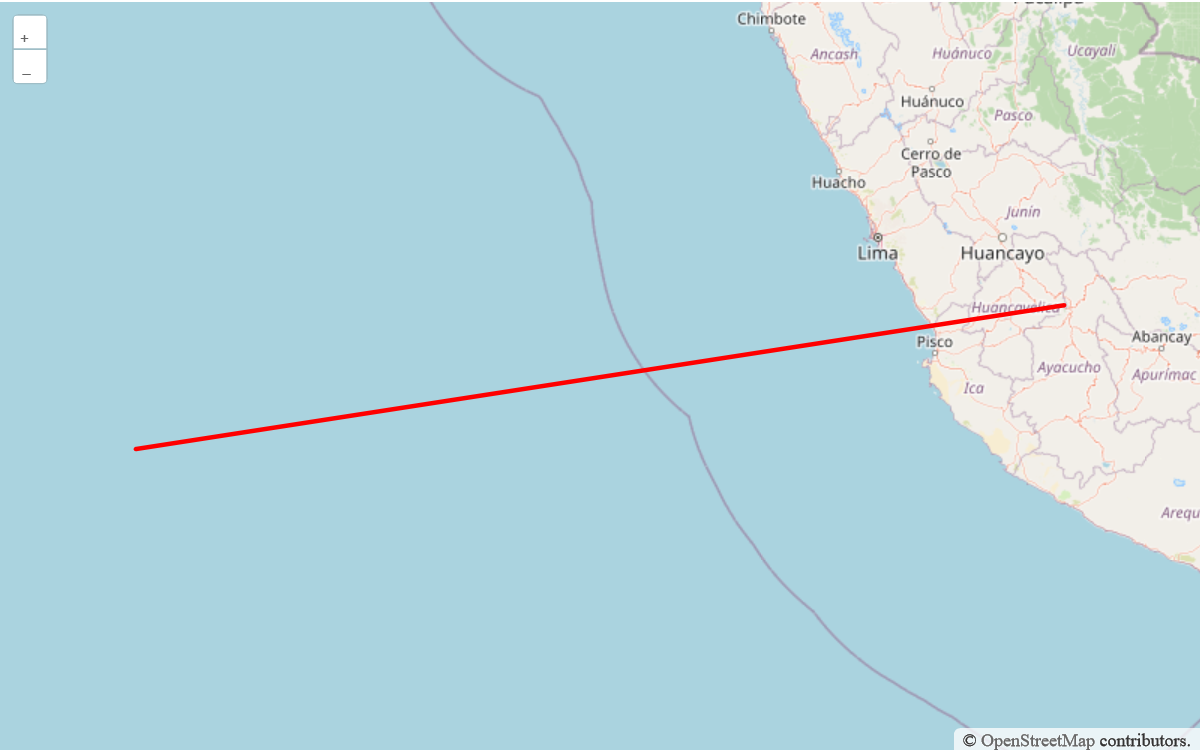 +
–
Chimbote
Ancash
Huánuco
Ucayali
Huánuco
Pasco
Cerro de
Pasco
Huacho
Junín
Lima
Huancayo
Huancavelica
Pisco
Abancay
Ayacucho
Apurímac
Ica
Arequ
© OpenStreetMap contributors.